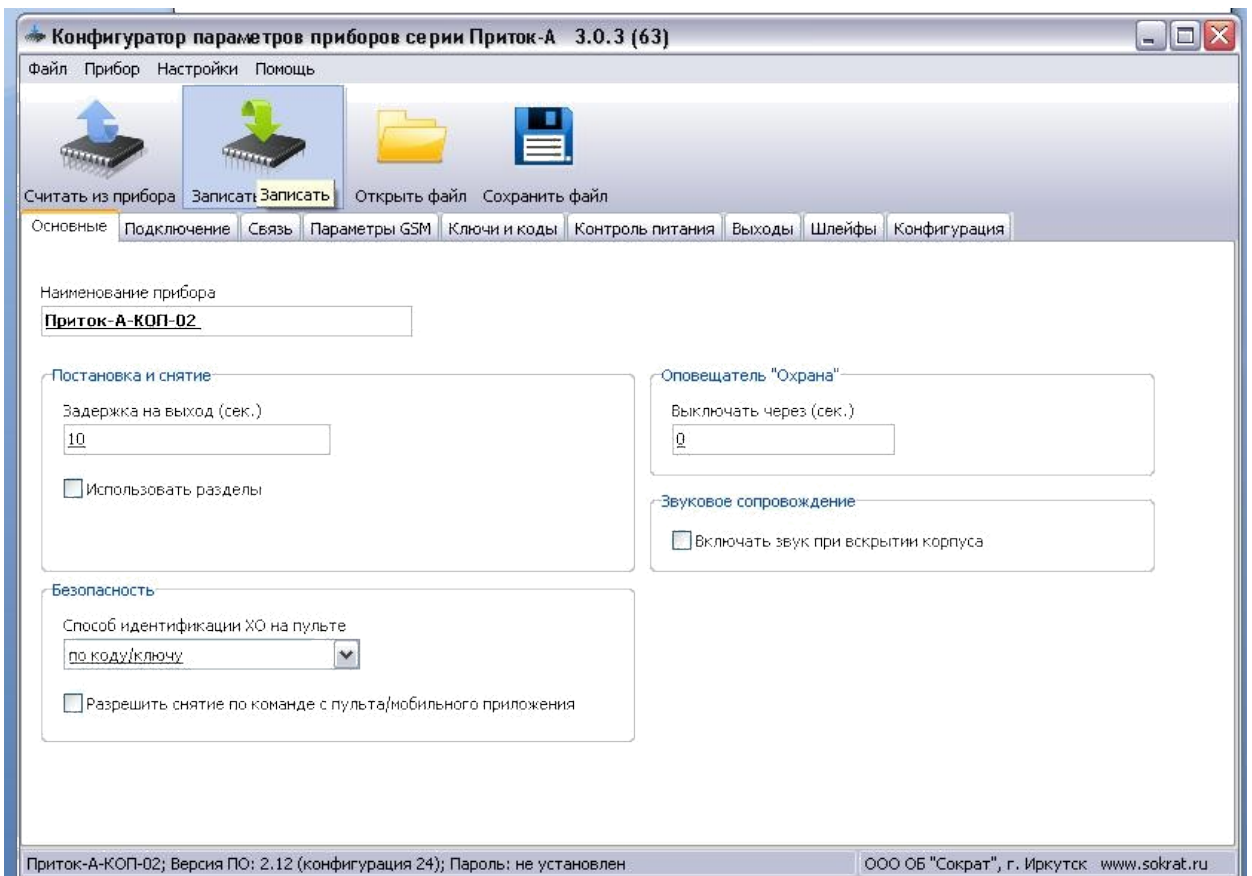 Конфигуратор параметров приборов серии Приток-А 3.0.3 (63)
Файл Прибор Настройки Помощь
Считать из прибора Записать Записать Открыть файл Сохранить файл
Основные Подключение Связь Параметры GSM Ключи и коды Контроль питания Выходы Шлейфы Конфигурация
Наименование прибора
Приток-А-КОП-02
Постановка и снятие
Задержка на выход (сек.)
10
Использовать разделы
Оповещатель "Охрана"
Выключать через (сек.)
0
Звуковое сопровождение
Включать звук при вскрытии корпуса
Безопасность
Способ идентификации ХО на пульте
по коду/ключу
Разрешить снятие по команде с пульта/мобильного приложения
Приток-А-КОП-02; Версия ПО: 2.12 (конфигурация 24); Пароль: не установлен ООО ОБ "Сократ", г. Иркутск www.sokrat.ru